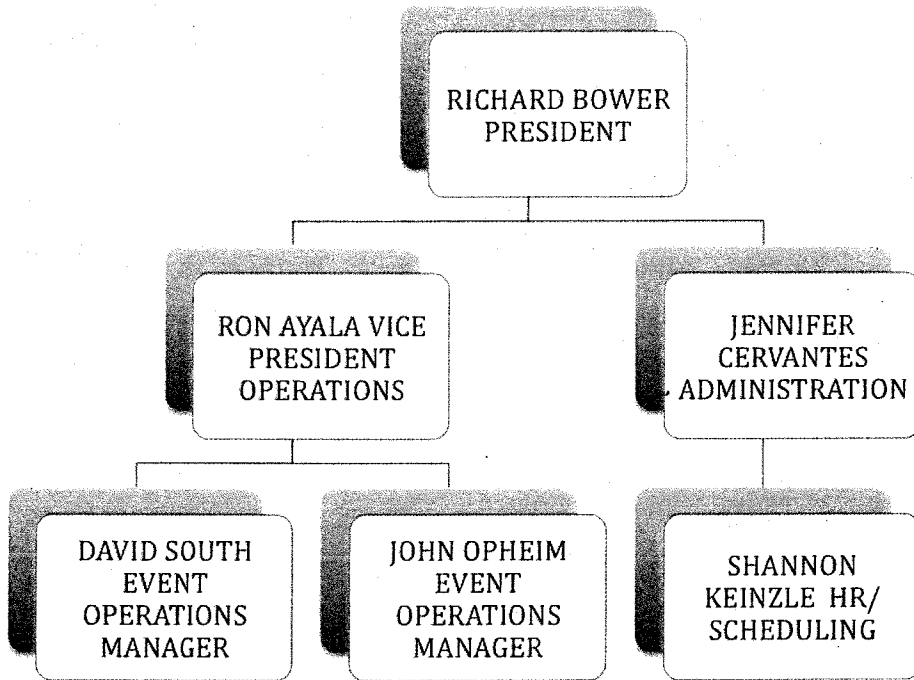 RICHARD BOWER
PRESIDENT
RON AYALA VICE
PRESIDENT
OPERATIONS
JENNIFER
CERVANTES
ADMINISTRATION
DAVID SOUTH
EVENT
OPERATIONS
MANAGER
JOHN OPHEIM
EVENT
OPERATIONS
MANAGER
SHANNON
KEINZLE HR/
SCHEDULING